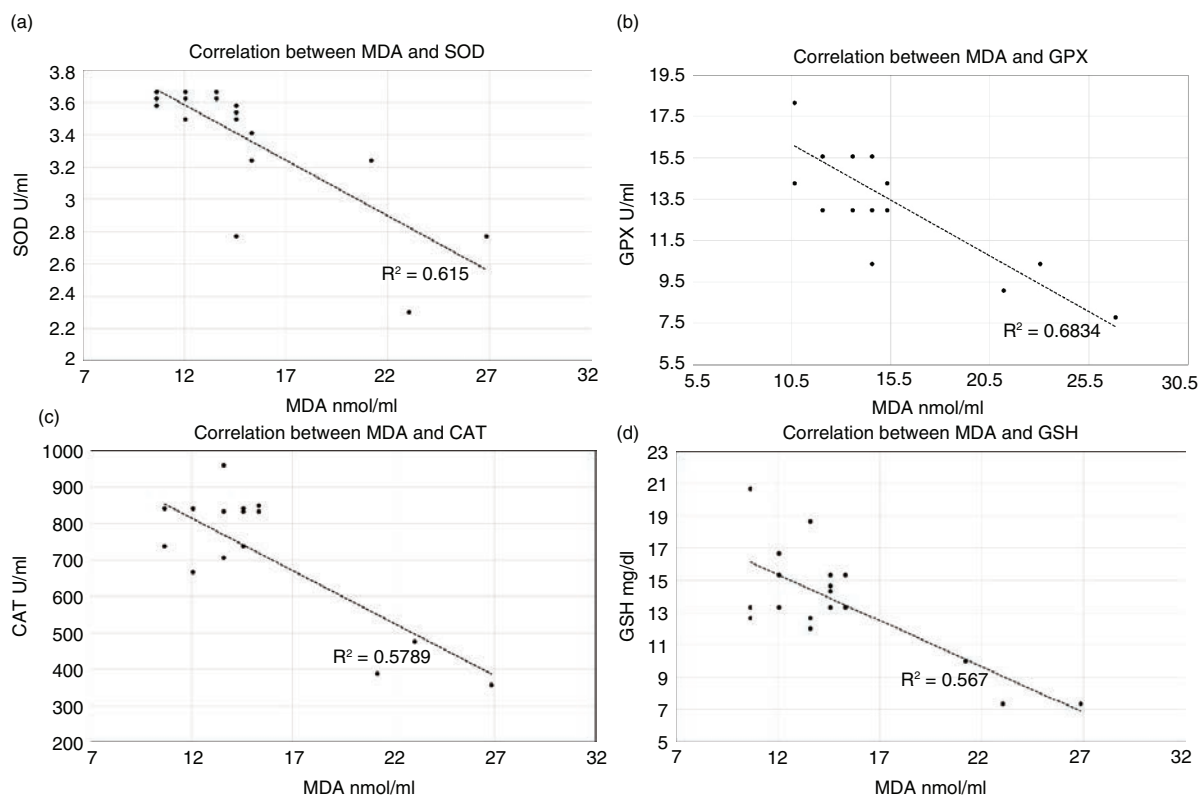 (a)
Correlation between MDA and SOD
3.8
3.6
3.4
3.2
3
2.8
2.6
2.4
2.2
2
SOD U/ml
R² = 0.615
7 12 17 22 27 32
MDA nmol/ml
(b)
Correlation between MDA and GPX
19.5
17.5
15.5
13.5
11.5
9.5
7.5
5.5
GPX U/ml
R² = 0.6834
5.5 10.5 15.5 20.5 25.5 30.5
MDA nmol/ml
(c)
Correlation between MDA and CAT
1000
900
800
700
600
500
400
300
200
CAT U/ml
R² = 0.5789
7 12 17 22 27 32
MDA nmol/ml
(d)
Correlation between MDA and GSH
23
21
19
17
15
13
11
9
7
5
GSH mg/dl
R² = 0.567
7 12 17 22 27 32
MDA nmol/ml